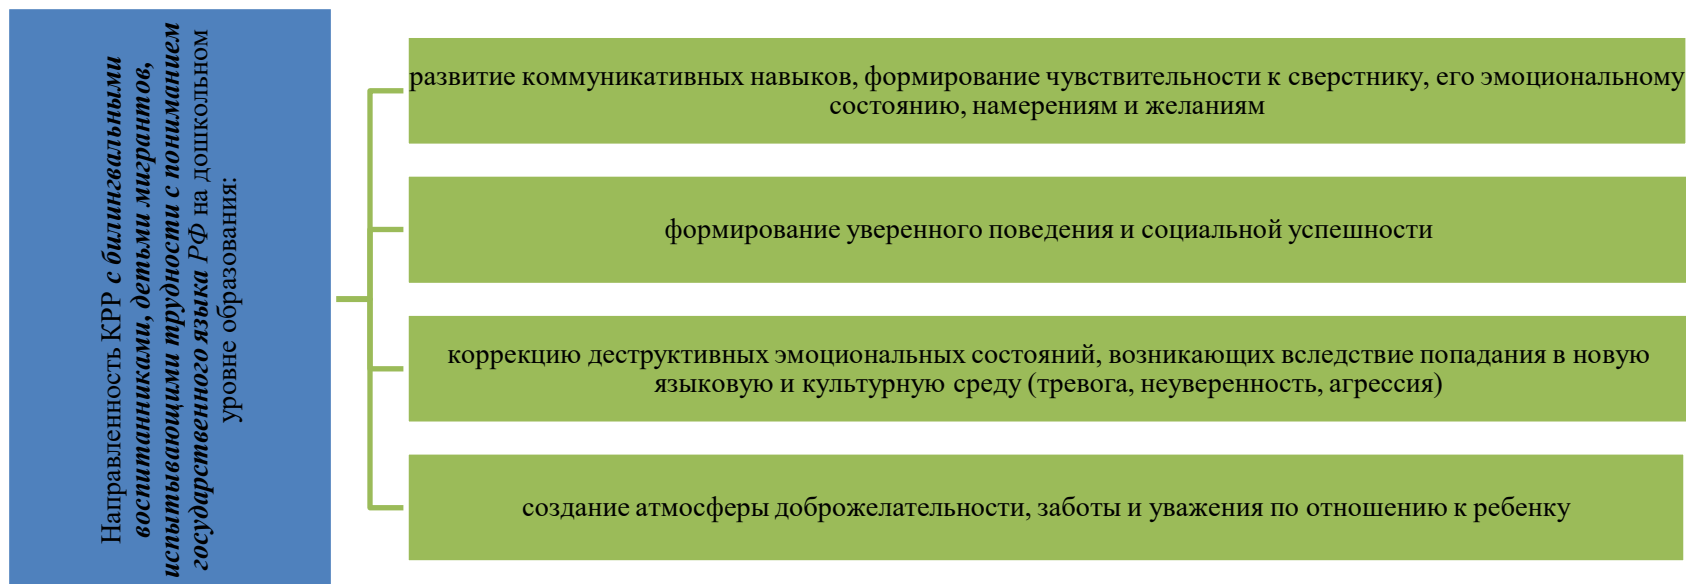 Направленность КРР с билингвальными
воспитанниками, детьми мигрантов,
испытывающими трудности с пониманием
государственного языка РФ на дошкольном
уровне образования:
развитие коммуникативных навыков, формирование чувствительности к сверстнику, его эмоциональному
состоянию, намерениям и желаниям
формирование уверенного поведения и социальной успешности
коррекцию деструктивных эмоциональных состояний, возникающих вследствие попадания в новую
языковую и культурную среду (тревога, неуверенность, агрессия)
создание атмосферы доброжелательности, заботы и уважения по отношению к ребенку